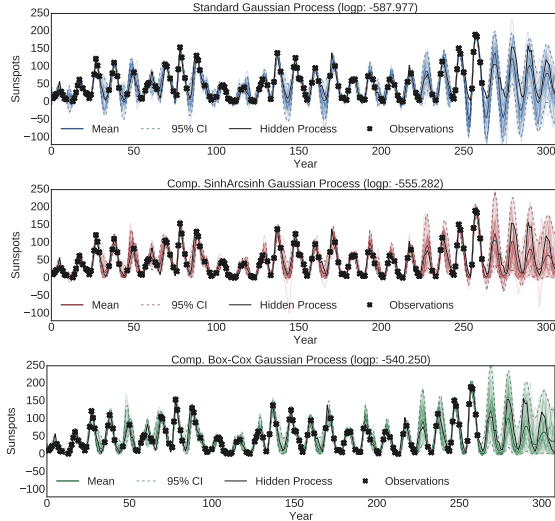 Standard Gaussian Process (logp: -587.977)
250
200
150
100
50
0
−50
−100
Sunspots
Mean 95% CI Hidden Process Observations
0 50 100 150 200 250 300
Year
Comp. SinhArcsinh Gaussian Process (logp: -555.282)
250
200
150
100
50
0
−50
−100
Sunspots
Mean 95% CI Hidden Process Observations
0 50 100 150 200 250 300
Year
Comp. Box-Cox Gaussian Process (logp: -540.250)
250
200
150
100
50
0
−50
−100
Sunspots
Mean 95% CI Hidden Process Observations
0 50 100 150 200 250 300
Year